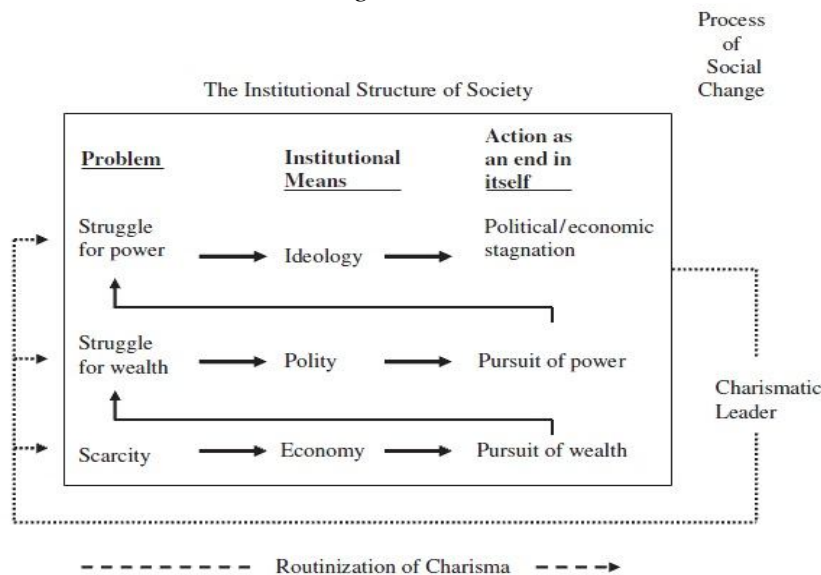 Process
of
Social
Change
The Institutional Structure of Society
Problem
Institutional
Means
Action as
an end in
itself
Struggle
for power
Ideology
Political/economic
stagnation
Struggle
for wealth
Polity
Pursuit of power
Charismatic
Leader
Scarcity
Economy
Pursuit of wealth
Routinization of Charisma